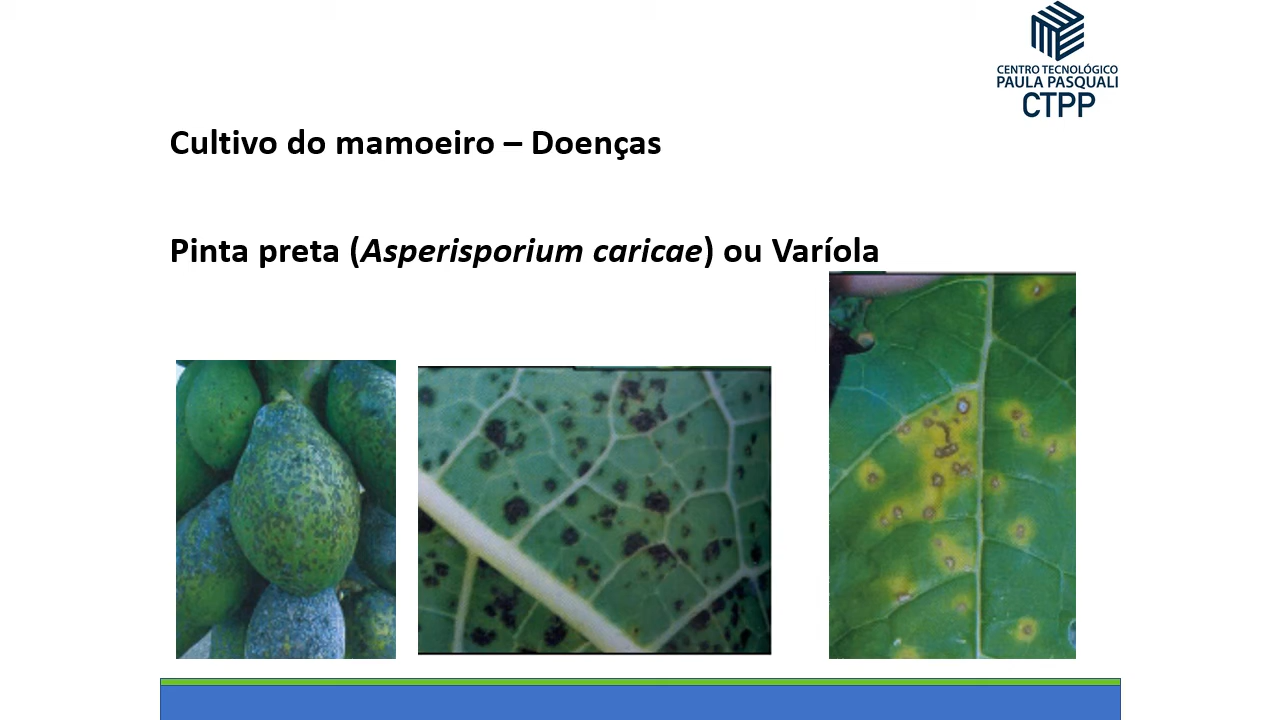 CENTRO TECNOLÓGICO
PAULA PASQUALI
CTPP
Cultivo do mamoeiro – Doenças
Pinta preta (Asperisporium caricae) ou Varíola